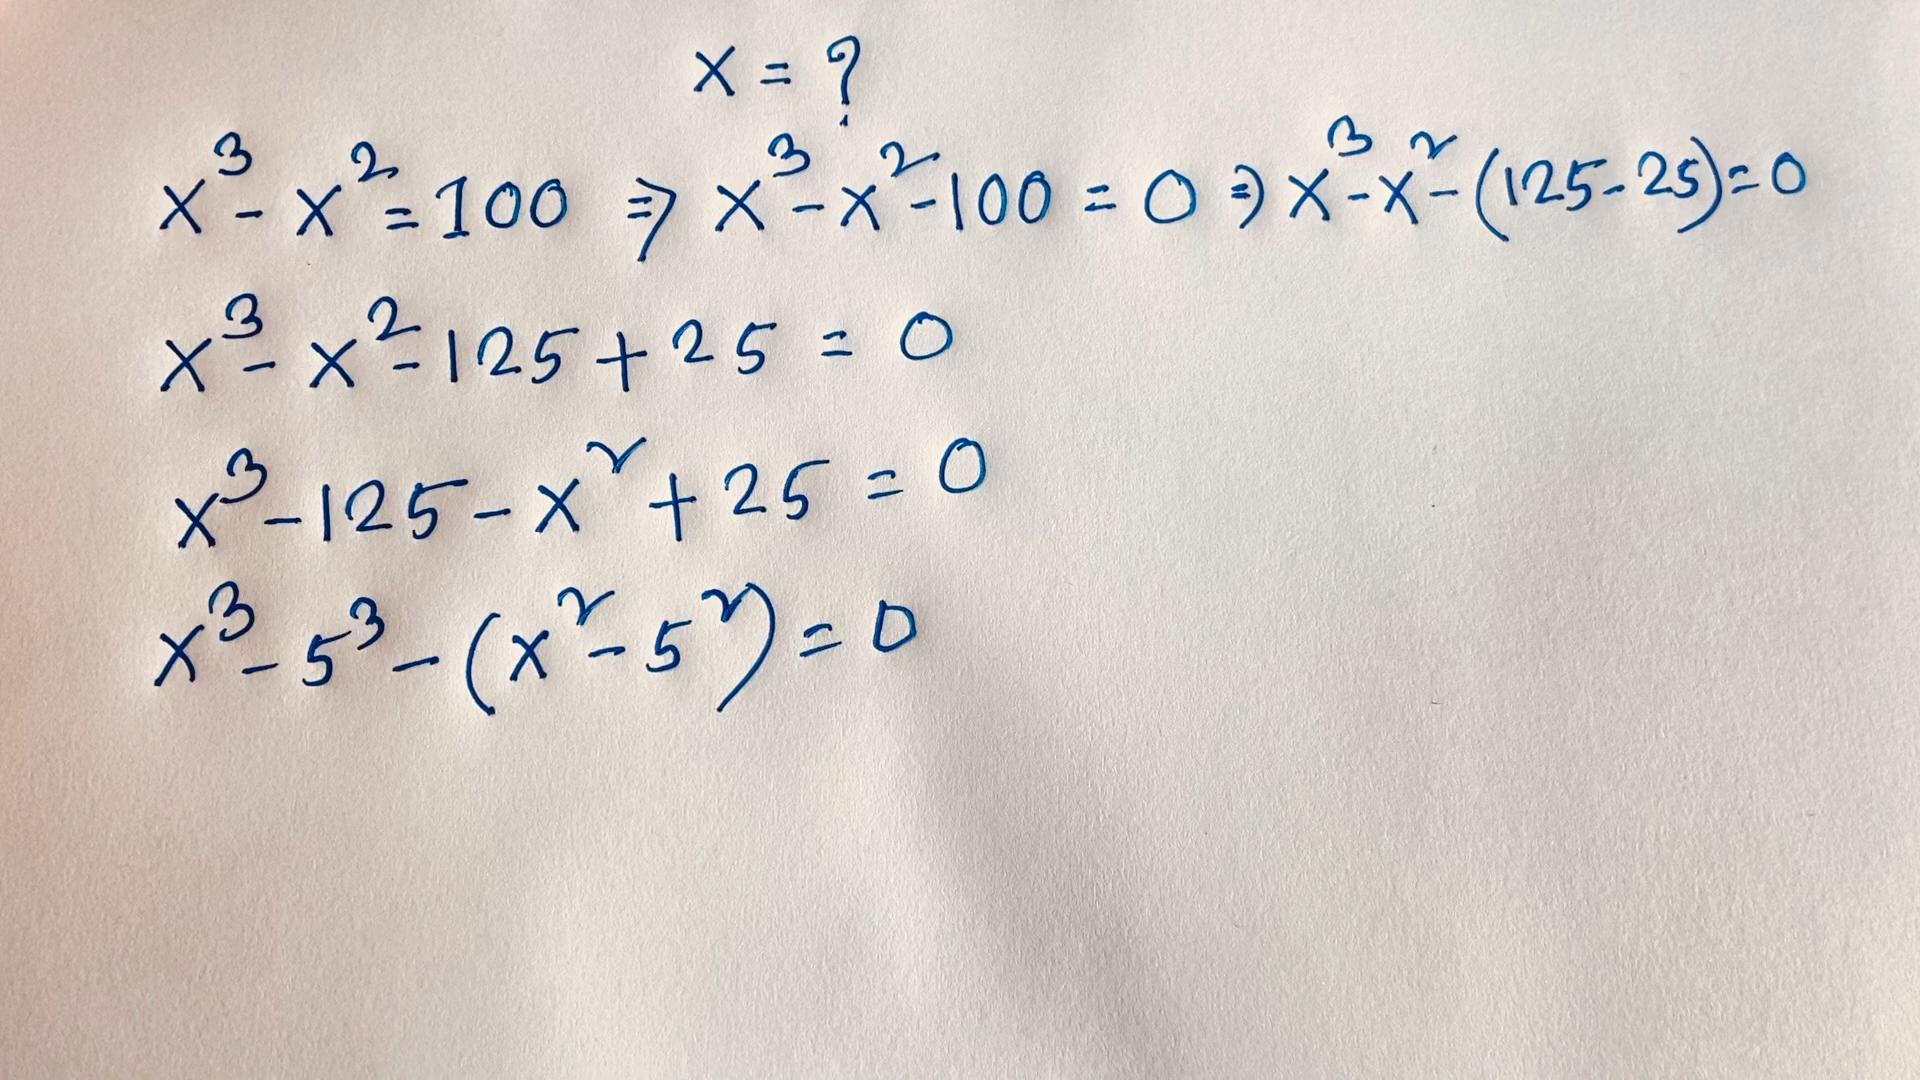 x = ?
x³ - x² = 100 ⇒ x³ - x² - 100 = 0 ⇒ x³ - x² - (125 - 25) = 0
x³ - x² - 125 + 25 = 0
x³ - 125 - x² + 25 = 0
x³ - 5³ - (x² - 5²) = 0